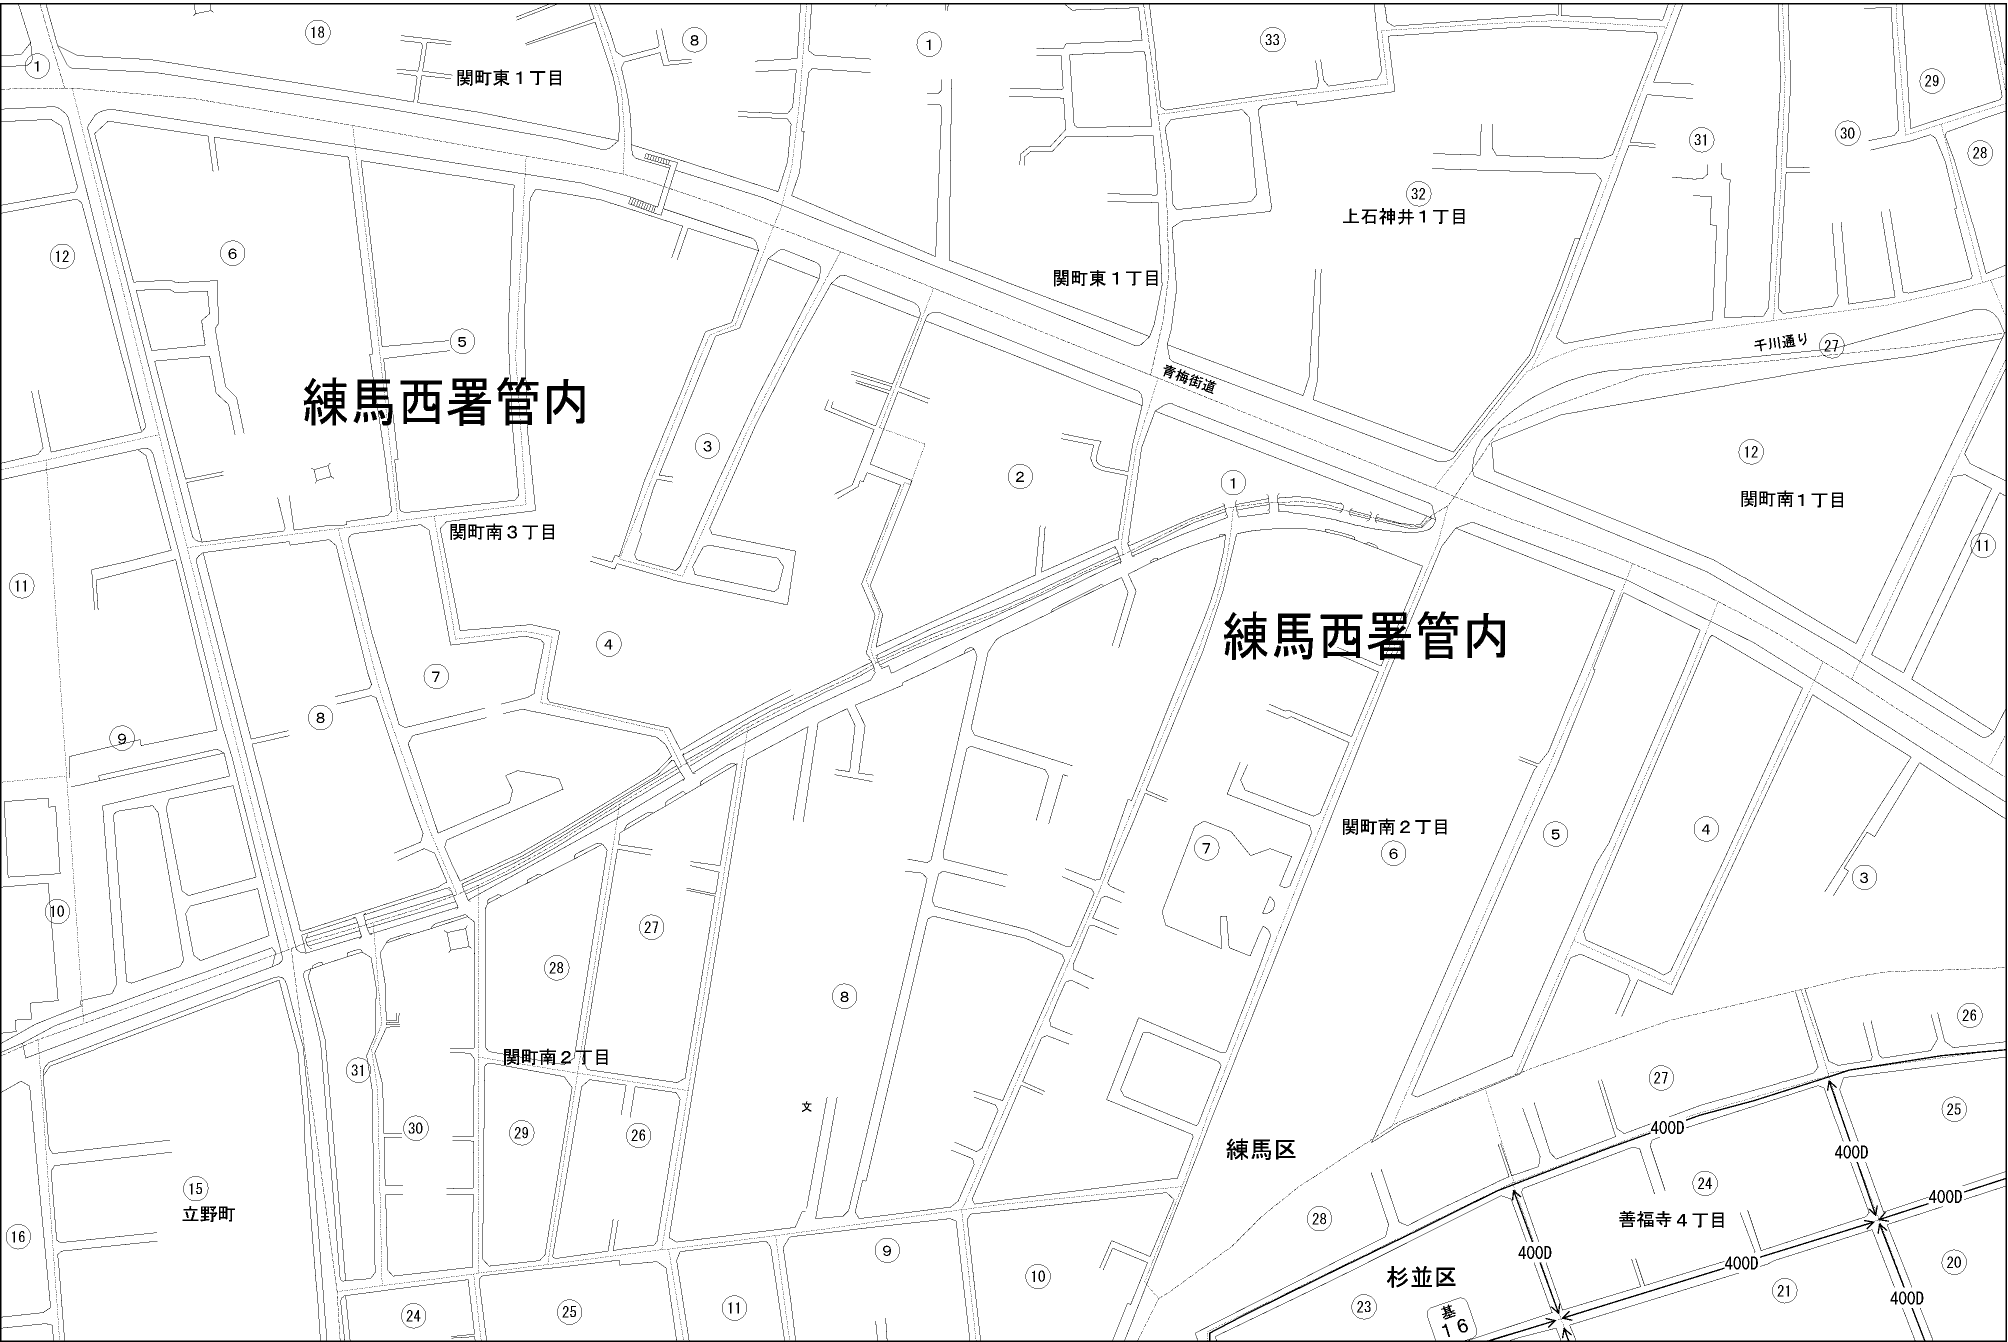 18
8
1
33
1
関町東1丁目
29
31
30
28
32
上石神井1丁目
12
6
関町東1丁目
5
千川通り
27
青梅街道
練馬西署管内
3
2
1
12
関町南1丁目
関町南3丁目
11
11
4
練馬西署管内
7
8
9
関町南2丁目
7
6
5
4
3
10
27
28
8
26
関町南2丁目
31
27
文
25
30
29
26
400D
練馬区
400D
15
24
400D
立野町
28
善福寺4丁目
16
9
400D
400D
20
10
杉並区
21
400D
24
25
11
23
基
16